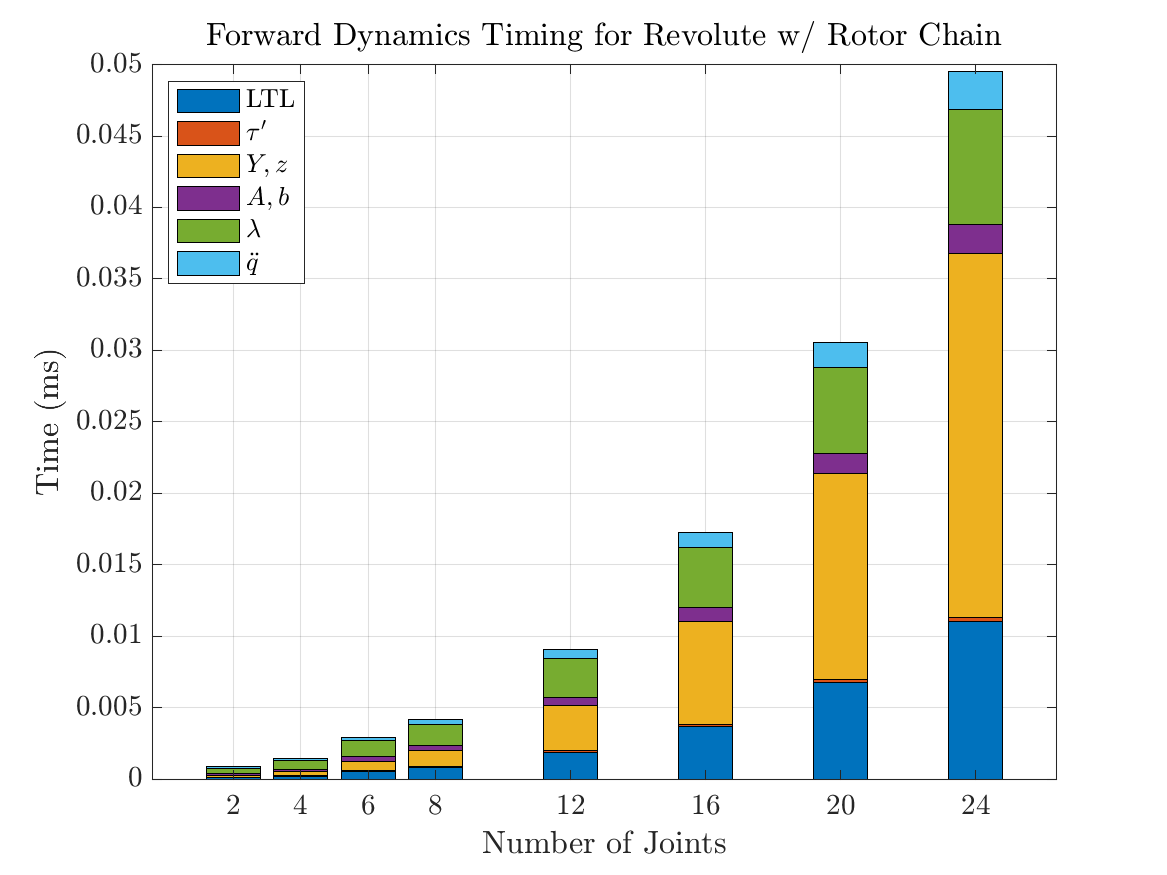 Forward Dynamics Timing for Revolute w/ Rotor Chain
0.05
0.045
0.04
0.035
0.03
0.025
0.02
0.015
0.01
0.005
0
LTL
τ′
Y, z
A, b
λ
q̈
Time (ms)
2 4 6 8 12 16 20 24
Number of Joints